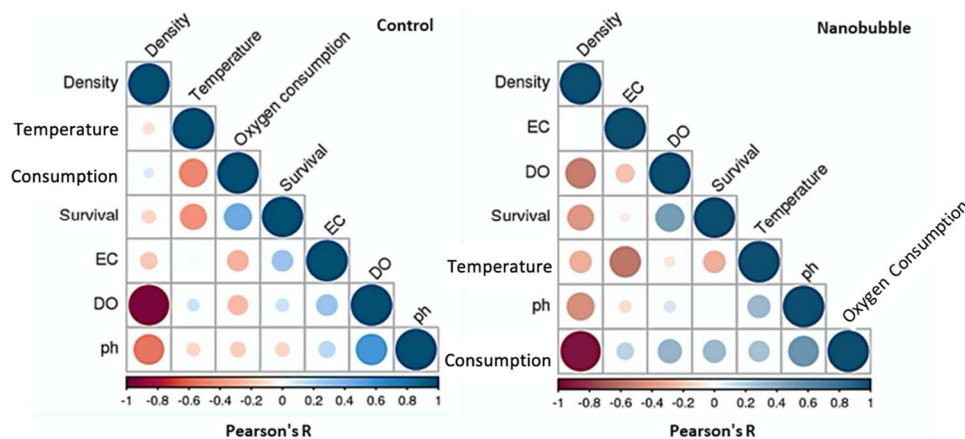 Control
Density
Temperature
Oxygen consumption
Survival
EC
DO
ph
Density
Temperature
Consumption
Survival
EC
DO
ph
-1 -0.8 -0.6 -0.4 -0.2 0 0.2 0.4 0.6 0.8 1
Pearson's R
Nanobubble
Density
EC
DO
Survival
Temperature
ph
Oxygen Consumption
Density
EC
DO
Survival
Temperature
ph
Consumption
-1 -0.8 -0.6 -0.4 -0.2 0 0.2 0.4 0.6 0.8 1
Pearson's R